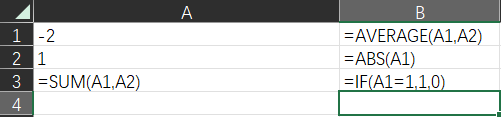 A B
1 -2 =AVERAGE(A1,A2)
2 1 =ABS(A1)
3 =SUM(A1,A2) =IF(A1=1,1,0)
4